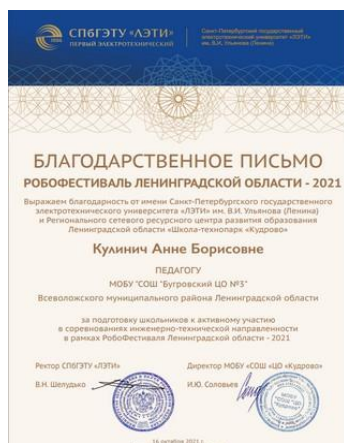 СПбГЭТУ «ЛЭТИ»
ПЕРВЫЙ ЭЛЕКТРОТЕХНИЧЕСКИЙ
Санкт-Петербургский государственный
электротехнический университет «ЛЭТИ»
им. В.И. Ульянова (Ленина)
БЛАГОДАРСТВЕННОЕ ПИСЬМО
РОБОФЕСТИВАЛЬ ЛЕНИНГРАДСКОЙ ОБЛАСТИ - 2021
Выражаем благодарность от имени Санкт-Петербургского государственного
электротехнического университета «ЛЭТИ» им. В.И. Ульянова (Ленина)
и Регионального сетевого ресурсного центра развития образования
Ленинградской области «Школа-технопарк «Кудрово»
Кулинич Анне Борисовне
ПЕДАГОГУ
МОБУ "СОШ "Бугровский ЦО №3"
Всеволожского муниципального района Ленинградской области
за подготовку школьников к активному участию
в соревнованиях инженерно-технической направленности
в рамках РобоФестиваля Ленинградской области - 2021
Ректор СПбГЭТУ «ЛЭТИ»
Директор МОБУ «СОШ «ЦО «Кудрово»
В.Н. Шелудько
И.Ю. Соловьев
16 октября 2021 г.